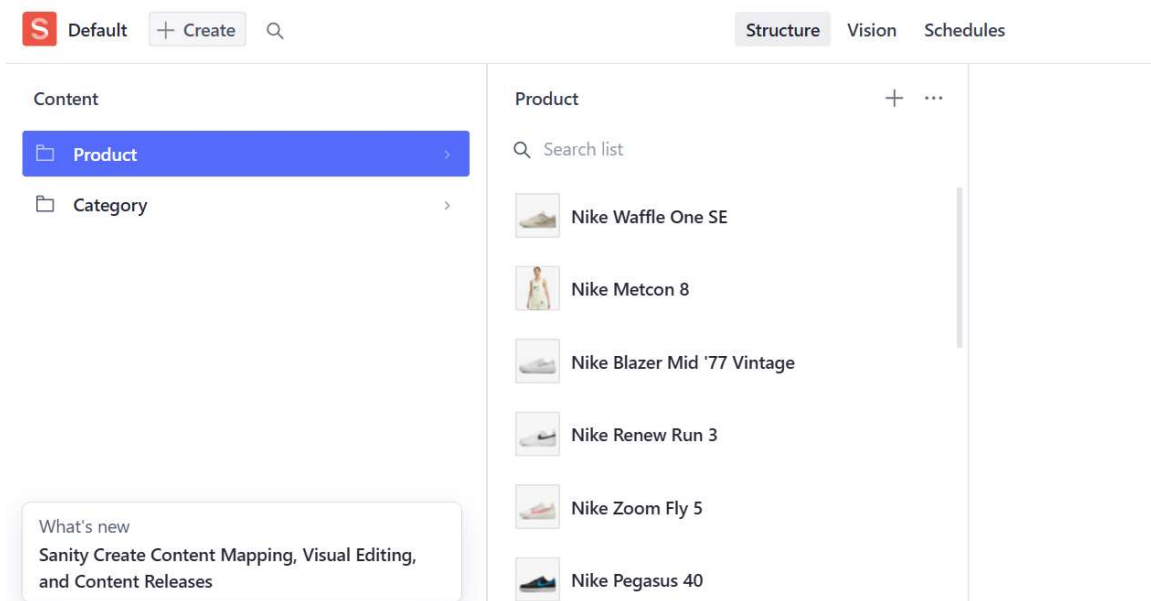 S Default + Create Structure Vision Schedules
Content
Product
Category
What's new
Sanity Create Content Mapping, Visual Editing,
and Content Releases
Product + ...
Search list
Nike Waffle One SE
Nike Metcon 8
Nike Blazer Mid '77 Vintage
Nike Renew Run 3
Nike Zoom Fly 5
Nike Pegasus 40